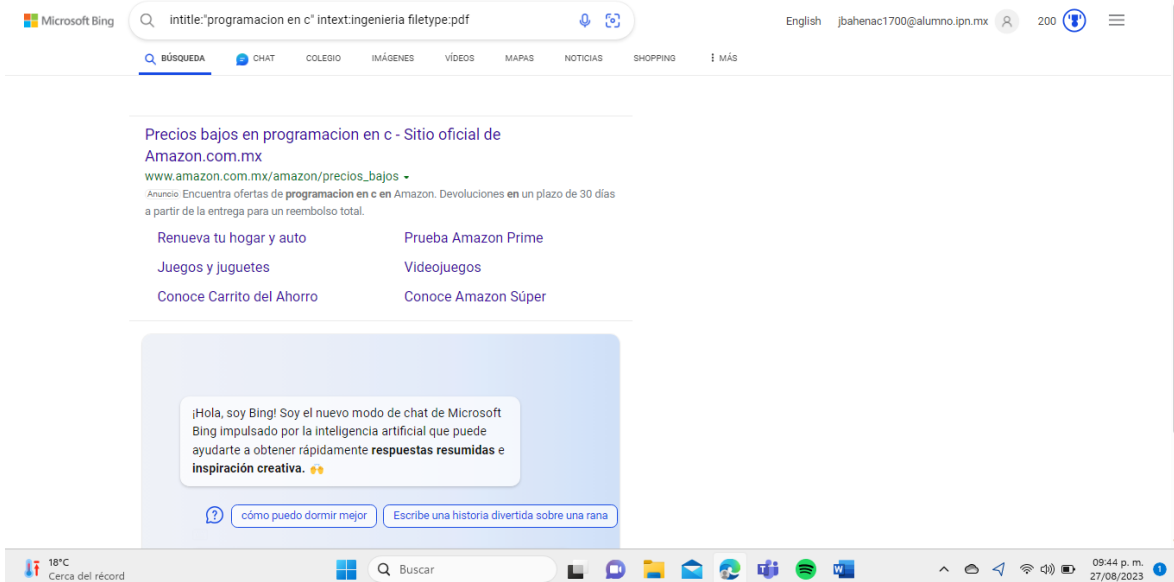 Microsoft Bing
intitle:"programacion en c" intext:ingenieria filetype:pdf
English jbahenac1700@alumno.ipn.mx 200
BÚSQUEDA CHAT COLEGIO IMÁGENES VÍDEOS MAPAS NOTICIAS SHOPPING MÁS
Precios bajos en programacion en c - Sitio oficial de
Amazon.com.mx
www.amazon.com.mx/amazon/precios_bajos
Anuncio Encuentra ofertas de programacion en c en Amazon. Devoluciones en un plazo de 30 días
a partir de la entrega para un reembolso total.
Renueva tu hogar y auto Prueba Amazon Prime
Juegos y juguetes Videojuegos
Conoce Carrito del Ahorro Conoce Amazon Súper
¡Hola, soy Bing! Soy el nuevo modo de chat de Microsoft
Bing impulsado por la inteligencia artificial que puede
ayudarte a obtener rápidamente respuestas resumidas e
inspiración creativa. 🙌
cómo puedo dormir mejor Escribe una historia divertida sobre una rana
18°C
Cerca del récord
Buscar
09:44 p. m.
27/08/2023
1